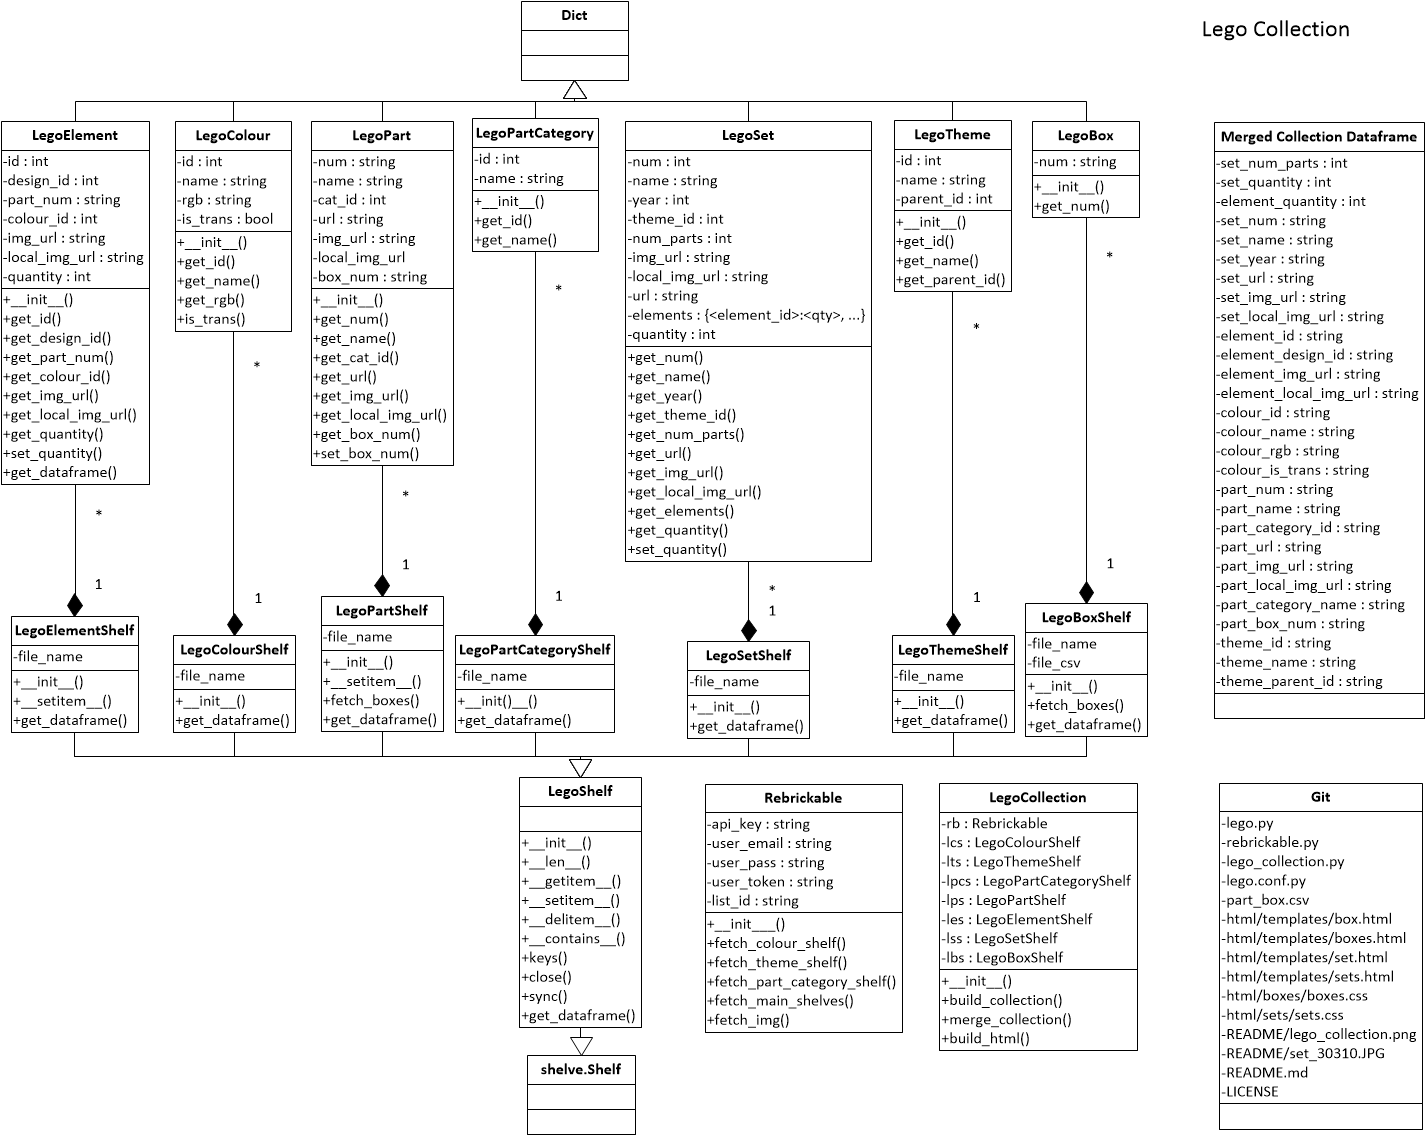 Dict
Lego Collection
LegoElement
-id : int
-design_id : int
-part_num : string
-colour_id : int
-img_url : string
-local_img_url : string
-quantity : int
+__init__()
+get_id()
+get_design_id()
+get_part_num()
+get_colour_id()
+get_img_url()
+get_local_img_url()
+get_quantity()
+set_quantity()
+get_dataframe()
*
1
LegoColour
-id : int
-name : string
-rgb : string
-is_trans : bool
+__init__()
+get_id()
+get_name()
+get_rgb()
+is_trans()
*
1
LegoPart
-num : string
-name : string
-cat_id : int
-url : string
-img_url : string
-local_img_url
-box_num : string
+__init__()
+get_num()
+get_name()
+get_cat_id()
+get_url()
+get_img_url()
+get_local_img_url()
+get_box_num()
+set_box_num()
*
1
LegoPartCategory
-id : int
-name : string
+__init__()
+get_id()
+get_name()
*
1
LegoSet
-num : int
-name : string
-year : int
-theme_id : int
-num_parts : int
-img_url : string
-local_img_url : string
-url : string
-elements : {<element_id>:<qty>, ...}
-quantity : int
+get_num()
+get_name()
+get_year()
+get_theme_id()
+get_num_parts()
+get_url()
+get_img_url()
+get_local_img_url()
+get_elements()
+get_quantity()
+set_quantity()
*
1
LegoTheme
-id : int
-name : string
-parent_id : int
+__init__()
+get_id()
+get_name()
+get_parent_id()
*
1
LegoBox
-num : string
+__init__()
+get_num()
*
1
Merged Collection Dataframe
-set_num_parts : int
-set_quantity : int
-element_quantity : int
-set_num : string
-set_name : string
-set_year : string
-set_url : string
-set_img_url : string
-set_local_img_url : string
-element_id : string
-element_design_id : string
-element_img_url : string
-element_local_img_url : string
-colour_id : string
-colour_name : string
-colour_rgb : string
-colour_is_trans : string
-part_num : string
-part_name : string
-part_category_id : string
-part_url : string
-part_img_url : string
-part_local_img_url : string
-part_category_name : string
-part_box_num : string
-theme_id : string
-theme_name : string
-theme_parent_id : string
LegoElementShelf
-file_name
+__init__()
+__setitem__()
+get_dataframe()
LegoColourShelf
-file_name
+__init__()
+get_dataframe()
LegoPartShelf
-file_name
+__init__()
+__setitem__()
+fetch_boxes()
+get_dataframe()
LegoPartCategoryShelf
-file_name
+__init()__()
+get_dataframe()
LegoSetShelf
-file_name
+__init__()
+get_dataframe()
LegoThemeShelf
-file_name
+__init__()
+get_dataframe()
LegoBoxShelf
-file_name
-file_csv
+__init__()
+fetch_boxes()
+get_dataframe()
LegoShelf
+__init__()
+__len__()
+__getitem__()
+__setitem__()
+__delitem__()
+__contains__()
+keys()
+close()
+sync()
+get_dataframe()
shelve.Shelf
Rebrickable
-api_key : string
-user_email : string
-user_pass : string
-user_token : string
-list_id : string
+__init___()
+fetch_colour_shelf()
+fetch_theme_shelf()
+fetch_part_category_shelf()
+fetch_main_shelves()
+fetch_img()
LegoCollection
-rb : Rebrickable
-lcs : LegoColourShelf
-lts : LegoThemeShelf
-lpcs : LegoPartCategoryShelf
-lps : LegoPartShelf
-les : LegoElementShelf
-lss : LegoSetShelf
-lbs : LegoBoxShelf
+__init__()
+build_collection()
+merge_collection()
+build_html()
Git
-lego.py
-rebrickable.py
-lego_collection.py
-lego.conf.py
-part_box.csv
-html/templates/box.html
-html/templates/boxes.html
-html/templates/set.html
-html/templates/sets.html
-html/boxes/boxes.css
-html/sets/sets.css
-README/lego_collection.png
-README/set_30310.JPG
-README.md
-LICENSE